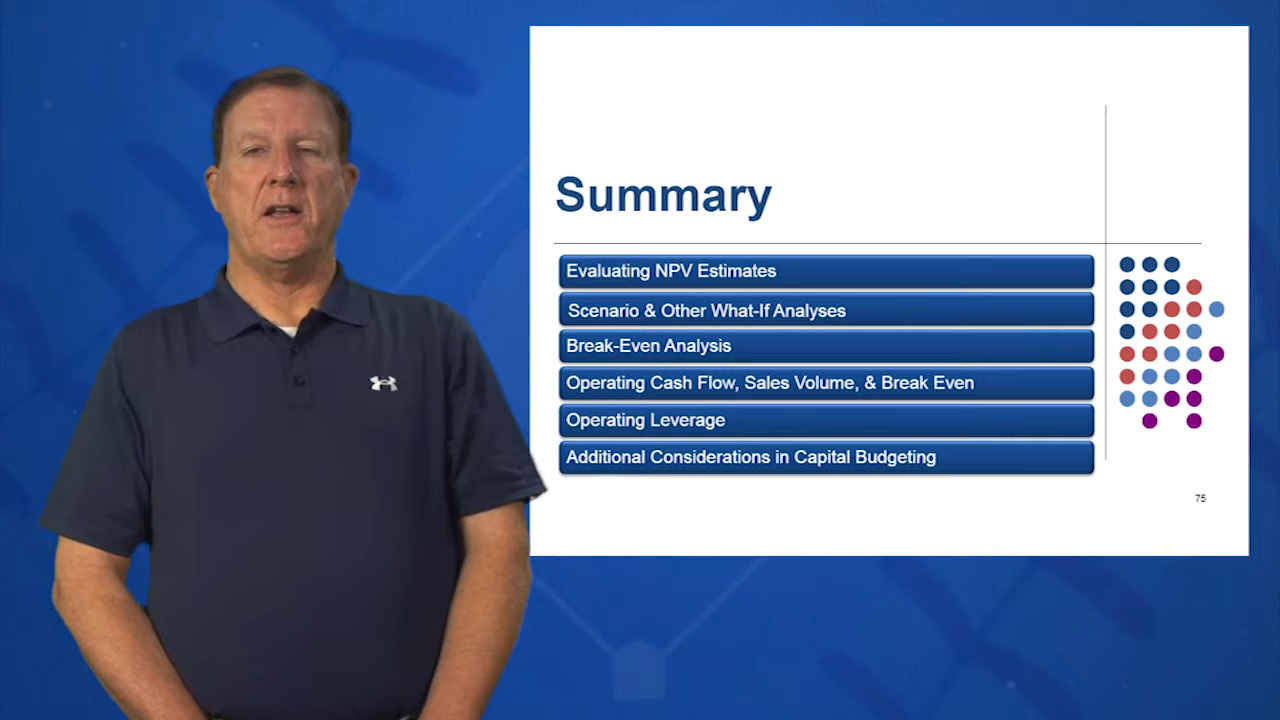 Summary
Evaluating NPV Estimates
Scenario & Other What-If Analyses
Break-Even Analysis
Operating Cash Flow, Sales Volume, & Break Even
Operating Leverage
Additional Considerations in Capital Budgeting
75